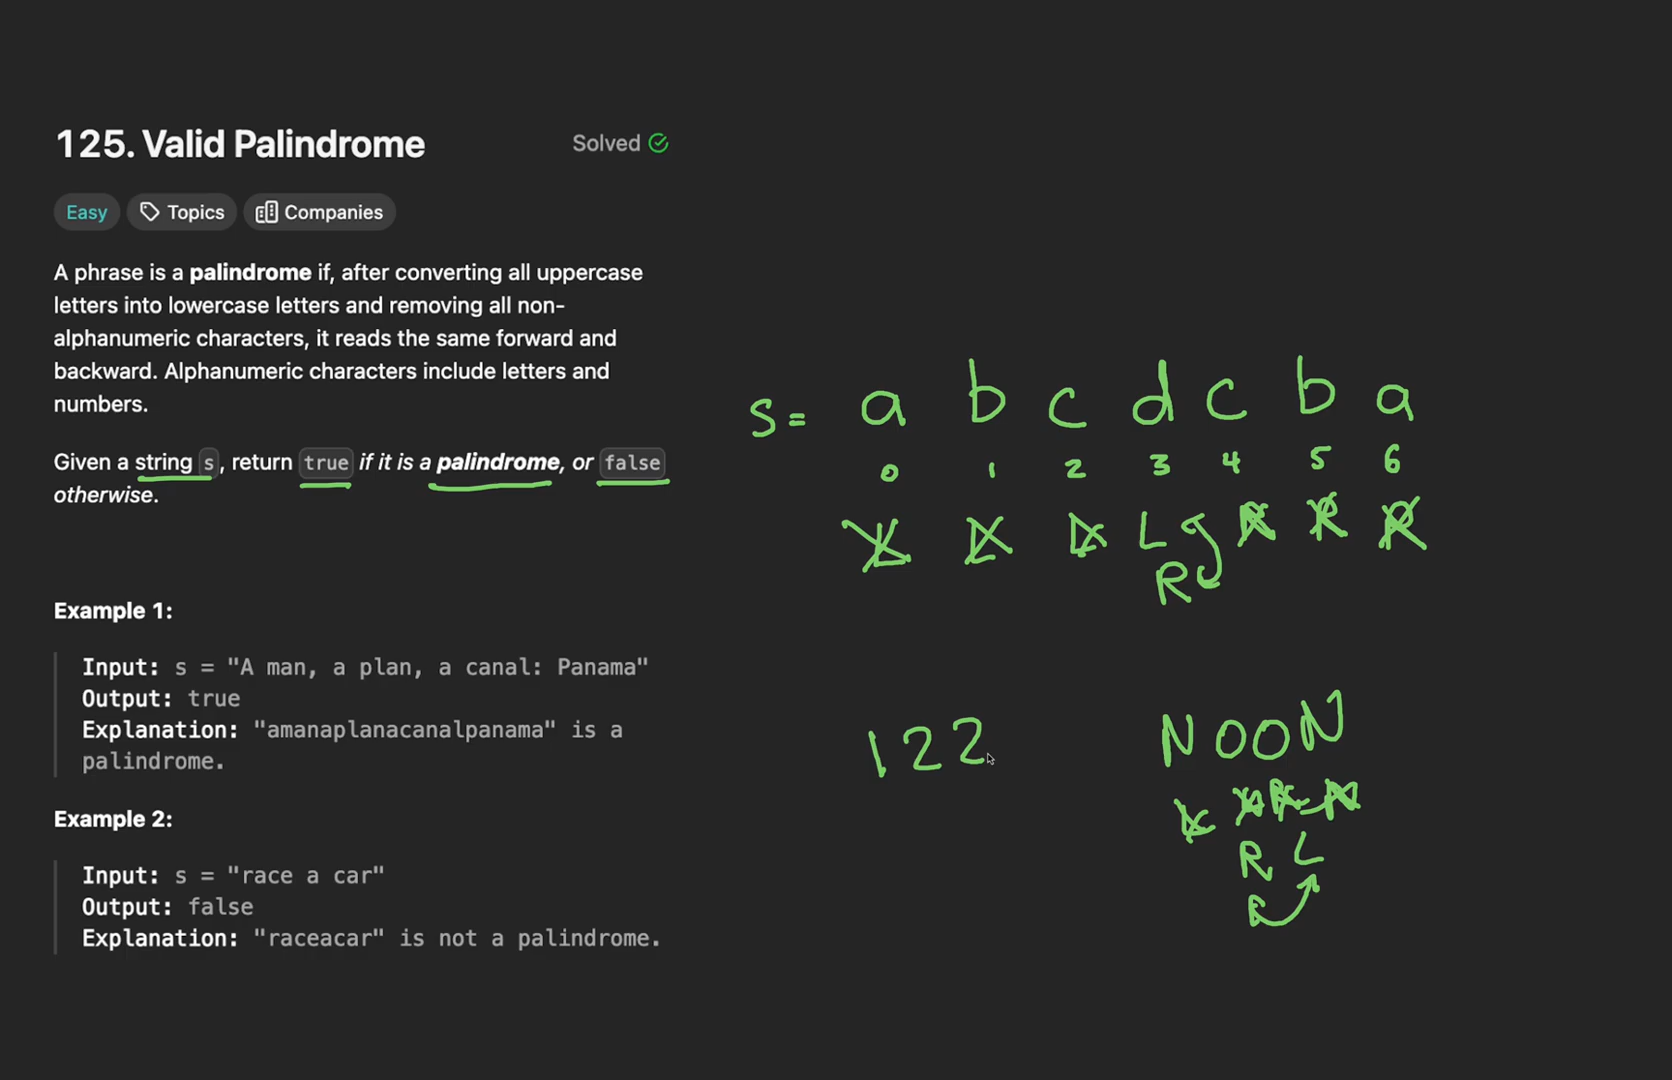 125. Valid Palindrome
Solved
Easy
Topics
Companies
A phrase is a palindrome if, after converting all uppercase
letters into lowercase letters and removing all non-
alphanumeric characters, it reads the same forward and
backward. Alphanumeric characters include letters and
numbers.
Given a string s, return true if it is a palindrome, or false
otherwise.
Example 1:
Input: s = "A man, a plan, a canal: Panama"
Output: true
Explanation: "amanaplanacanalpanama" is a
palindrome.
Example 2:
Input: s = "race a car"
Output: false
Explanation: "raceacar" is not a palindrome.
s= a b c d c b a
0 1 2 3 4 5 6
L L L L R R R
R
122
NOON
L R
R L